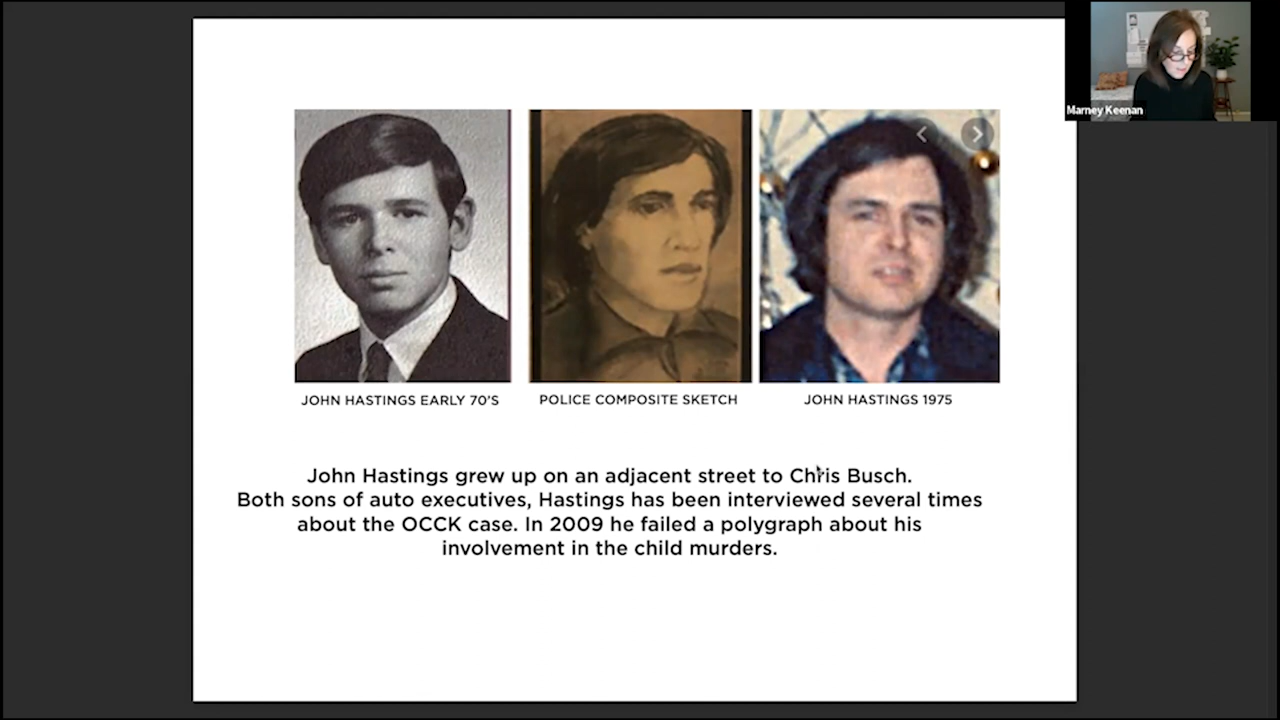 Marney Keenan
JOHN HASTINGS EARLY 70'S
POLICE COMPOSITE SKETCH
JOHN HASTINGS 1975
John Hastings grew up on an adjacent street to Chris Busch.
Both sons of auto executives, Hastings has been interviewed several times
about the OCCK case. In 2009 he failed a polygraph about his
involvement in the child murders.